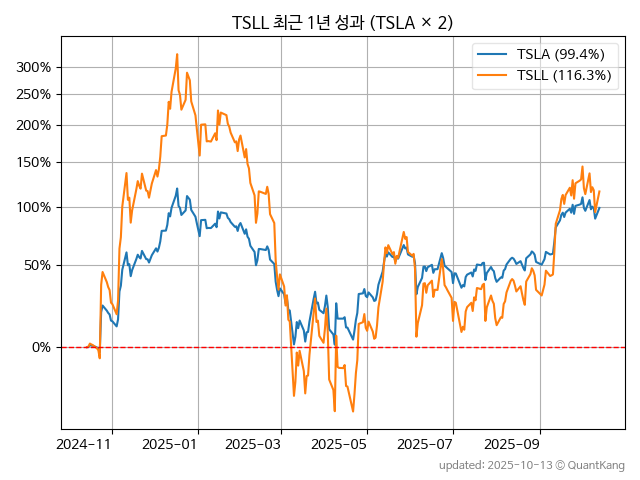 TSLL 최근 1년 성과 (TSLA × 2)
TSLA (99.4%)
TSLL (116.3%)
300%
250%
200%
150%
100%
50%
0%
2024-11 2025-01 2025-03 2025-05 2025-07 2025-09
updated: 2025-10-13 © QuantKang